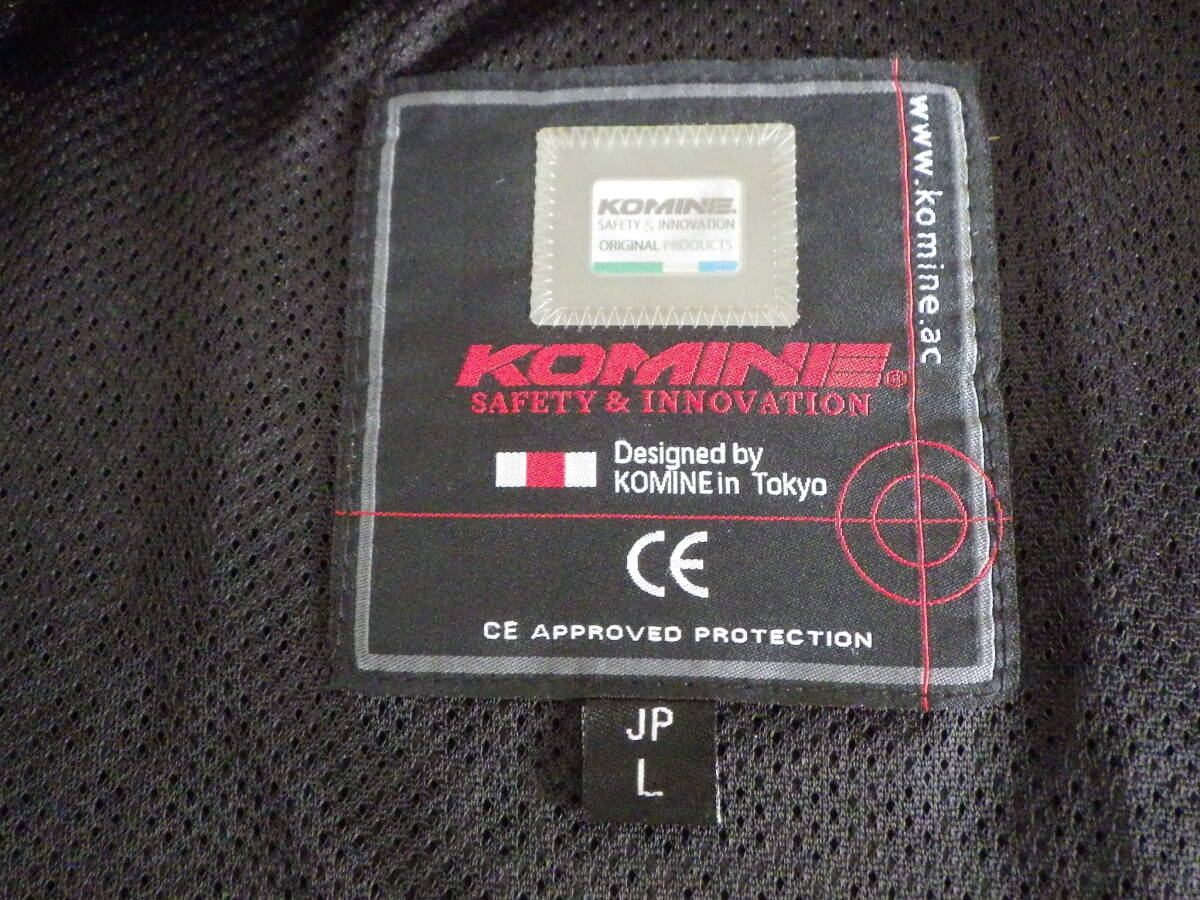 KOMINE.
SAFETY & INNOVATION
ORIGINAL PRODUCTS
www.komine.ac
KOMINE®
SAFETY & INNOVATION
Designed by
KOMINE in Tokyo
CE
CE APPROVED PROTECTION
JP
L